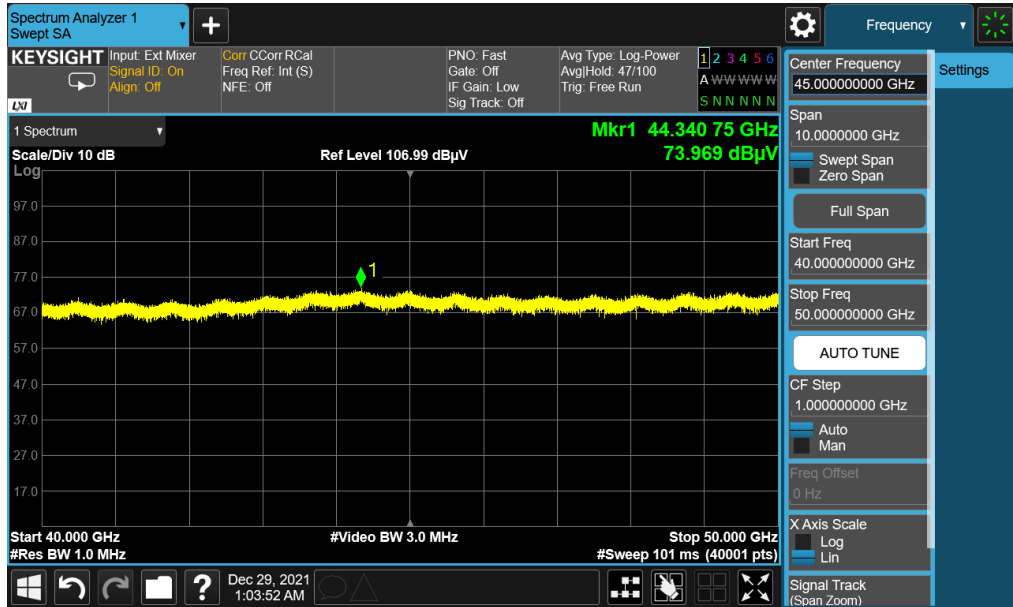 Spectrum Analyzer 1
Swept SA
+
Frequency
KEYSIGHT
Input: Ext Mixer
Signal ID: On
Align: Off
Corr CCorr RCal
Freq Ref: Int (S)
NFE: Off
PNO: Fast
Gate: Off
IF Gain: Low
Sig Track: Off
Avg Type: Log-Power
Avg|Hold: 47/100
Trig: Free Run
1 2 3 4 5 6
A W W W W W
S N N N N N
LXI
1 Spectrum
Scale/Div 10 dB
Log
Ref Level 106.99 dBµV
Mkr1 44.340 75 GHz
73.969 dBµV
97.0
87.0
77.0
67.0
57.0
47.0
37.0
27.0
17.0
1
Start 40.000 GHz
#Res BW 1.0 MHz
#Video BW 3.0 MHz
Stop 50.000 GHz
#Sweep 101 ms (40001 pts)
Center Frequency
45.000000000 GHz
Settings
Span
10.0000000 GHz
Swept Span
Zero Span
Full Span
Start Freq
40.000000000 GHz
Stop Freq
50.000000000 GHz
AUTO TUNE
CF Step
1.000000000 GHz
Auto
Man
Freq Offset
0 Hz
X Axis Scale
Log
Lin
Signal Track
(Span Zoom)
?
Dec 29, 2021
1:03:52 AM